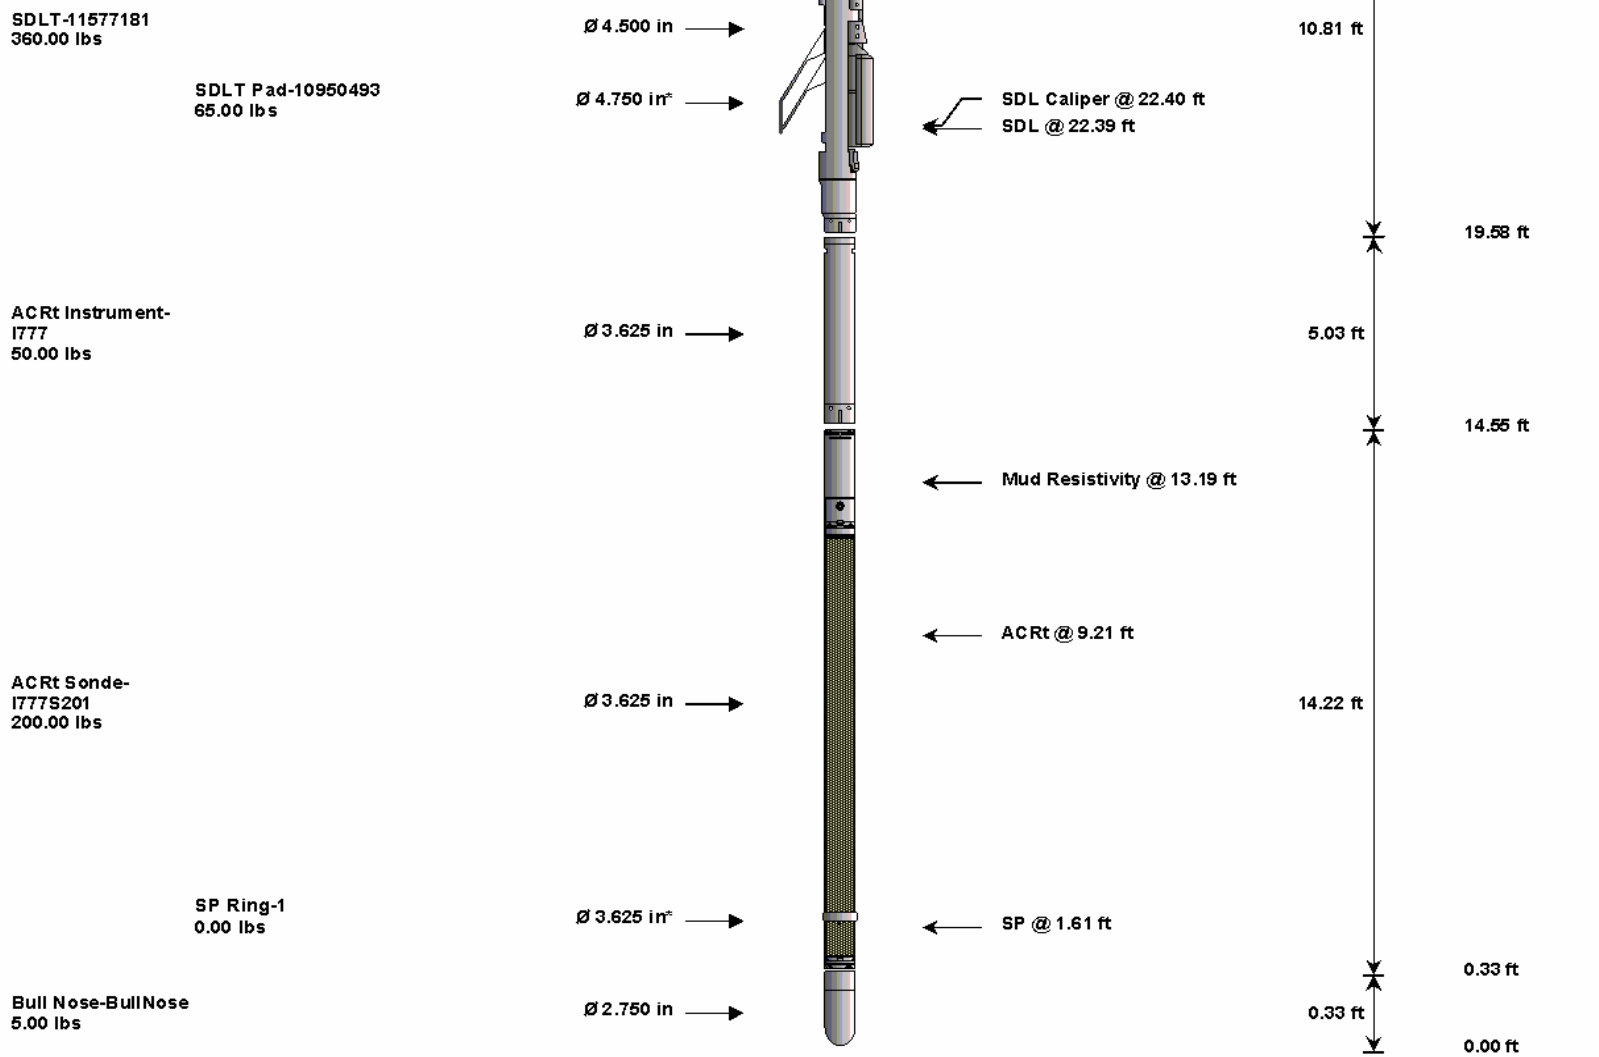 SDLT-11577181
360.00 lbs
Ø 4.500 in
10.81 ft
SDLT Pad-10950493
65.00 lbs
Ø 4.750 in*
SDL Caliper @ 22.40 ft
SDL @ 22.39 ft
19.58 ft
ACRt Instrument-
I777
50.00 lbs
Ø 3.625 in
5.03 ft
14.55 ft
Mud Resistivity @ 13.19 ft
ACRt @ 9.21 ft
ACRt Sonde-
I777S201
200.00 lbs
Ø 3.625 in
14.22 ft
SP Ring-1
0.00 lbs
Ø 3.625 in*
SP @ 1.61 ft
0.33 ft
Bull Nose-BullNose
5.00 lbs
Ø 2.750 in
0.33 ft
0.00 ft